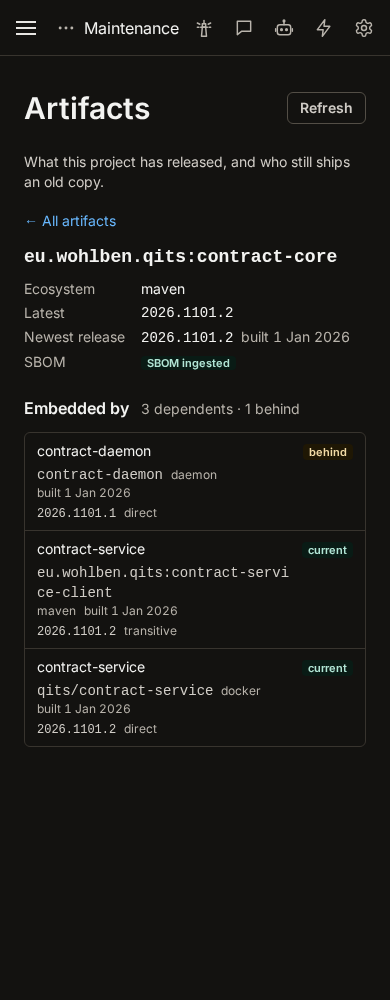 Maintenance
Artifacts
Refresh
What this project has released, and who still ships
an old copy.
← All artifacts
eu.wohlben.qits:contract-core
Ecosystem maven
Latest 2026.1101.2
Newest release 2026.1101.2 built 1 Jan 2026
SBOM SBOM ingested
Embedded by 3 dependents · 1 behind
contract-daemon behind
contract-daemon daemon
built 1 Jan 2026
2026.1101.1 direct
contract-service current
eu.wohlben.qits:contract-servi
ce-client
maven built 1 Jan 2026
2026.1101.2 transitive
contract-service current
qits/contract-service docker
built 1 Jan 2026
2026.1101.2 direct